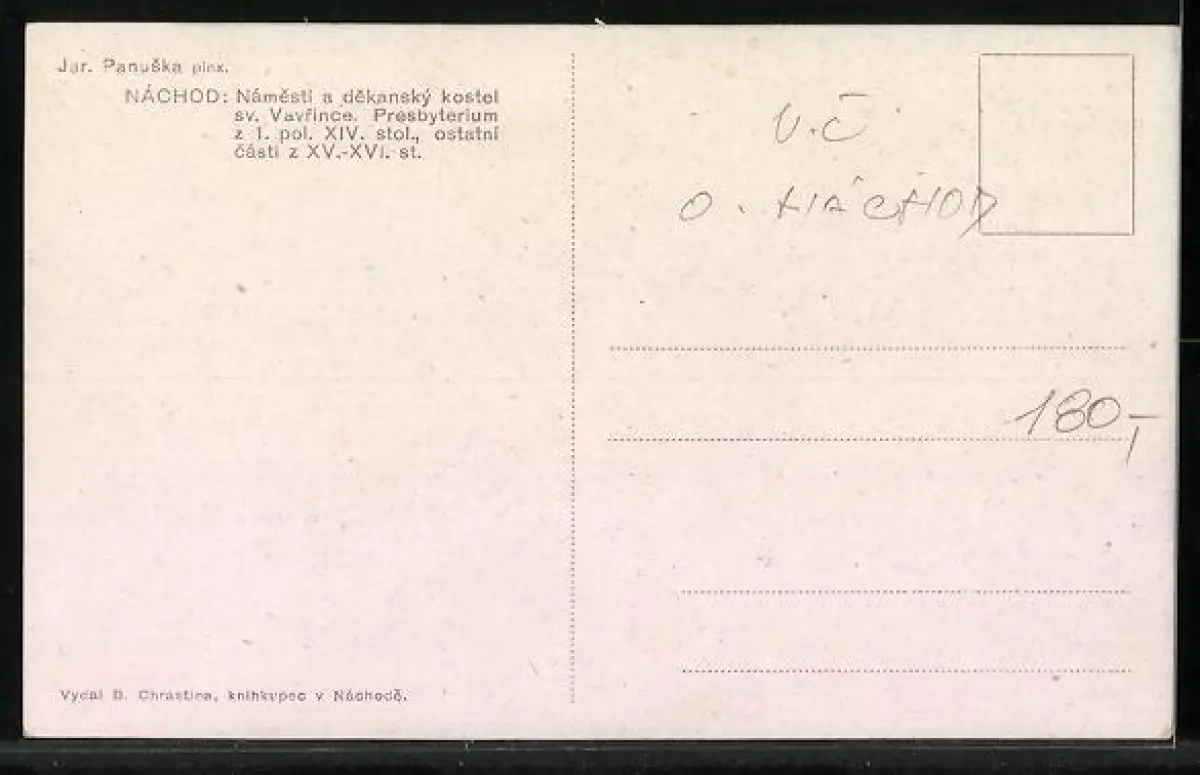 Jar. Panuška pinx.
NÁCHOD: Náměstí a děkanský kostel
sv. Vavřince. Presbyterium
z 1. pol. XIV. stol., ostatní
části z XV.-XVI. st.
V.Č
O. NÁCHOD
180,-
Vydal B. Chrastina, knihkupec v Náchodě.